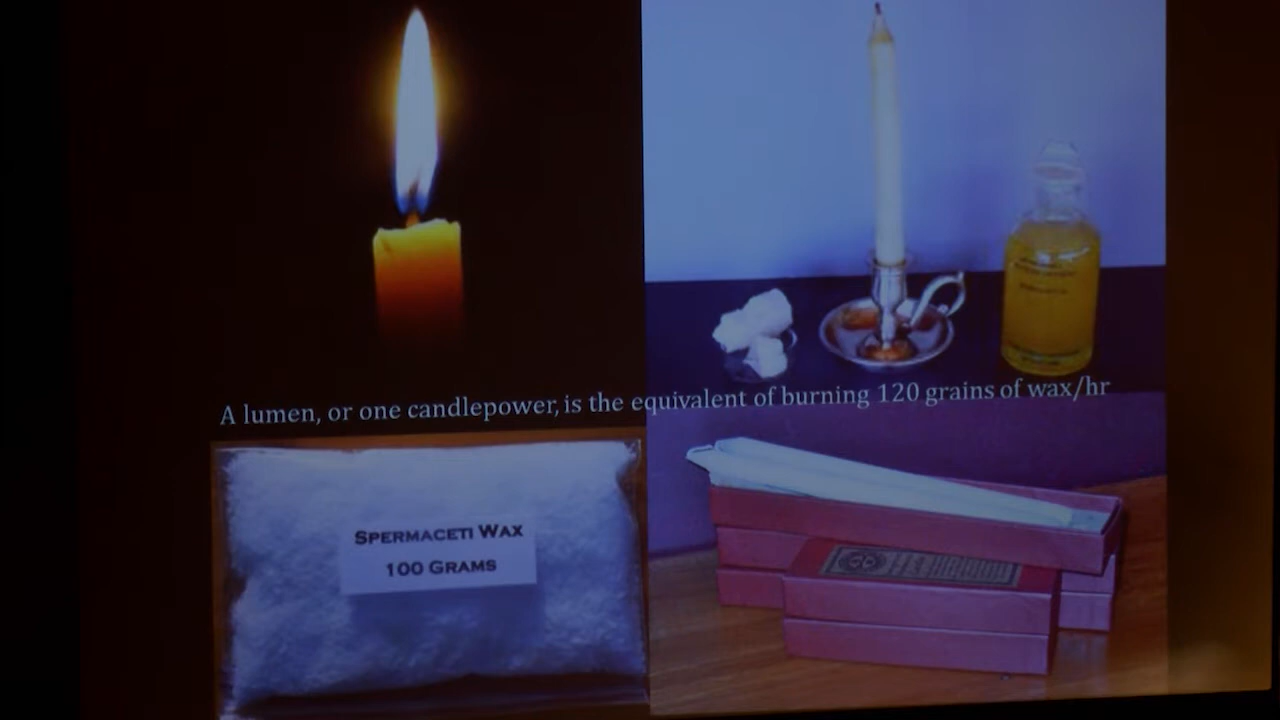 A lumen, or one candlepower, is the equivalent of burning 120 grains of wax/hr
SPERMACETI WAX
100 GRAMS